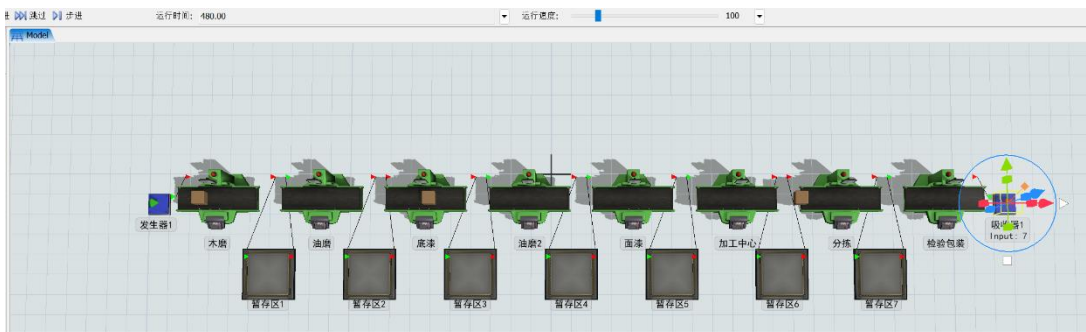 进 跳过 步进 运行时间: 480.00 运行速度: 100
Model
发生器1 木磨 油磨 底漆 油磨2 面漆 加工中心 分拣 检验包装 吸收器1
Input: 7
暂存区1 暂存区2 暂存区3 暂存区4 暂存区5 暂存区6 暂存区7